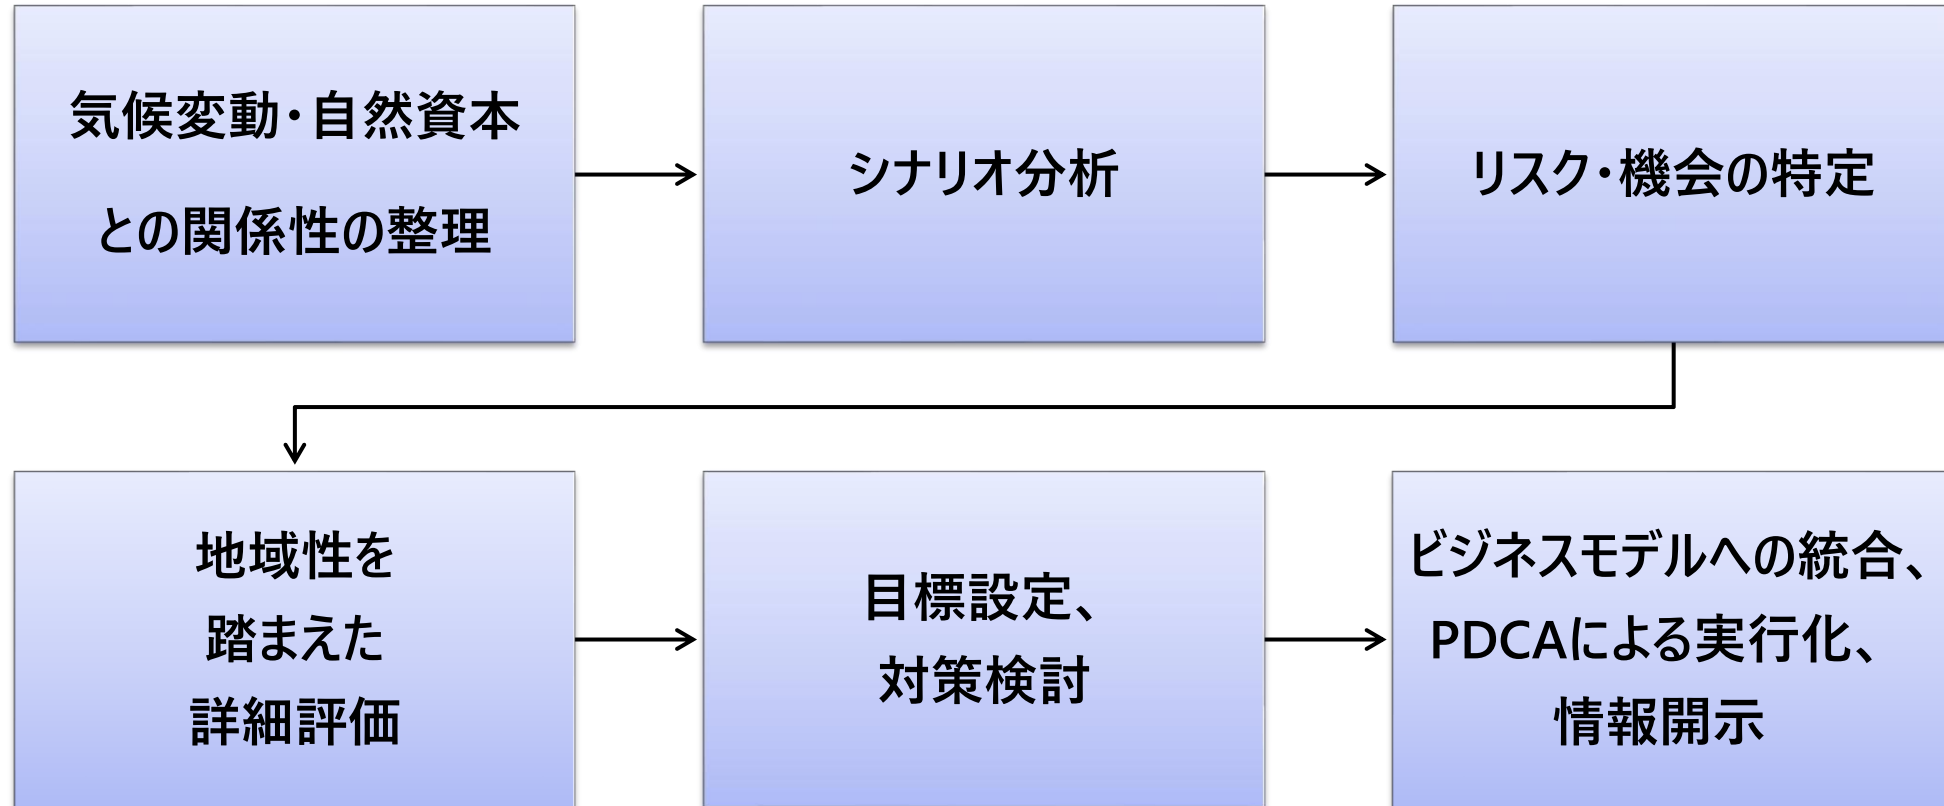 気候変動・自然資本
との関係性の整理
シナリオ分析
リスク・機会の特定
地域性を
踏まえた
詳細評価
目標設定、
対策検討
ビジネスモデルへの統合、
PDCAによる実行化、
情報開示